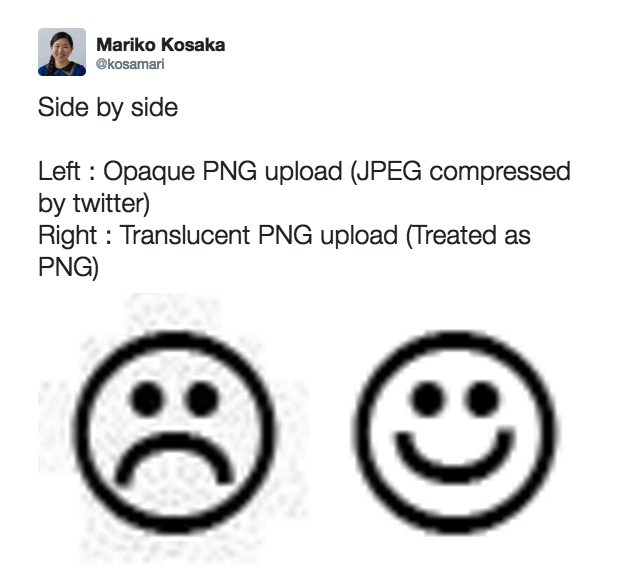 Mariko Kosaka
@kosamari
Side by side
Left : Opaque PNG upload (JPEG compressed
by twitter)
Right : Translucent PNG upload (Treated as
PNG)